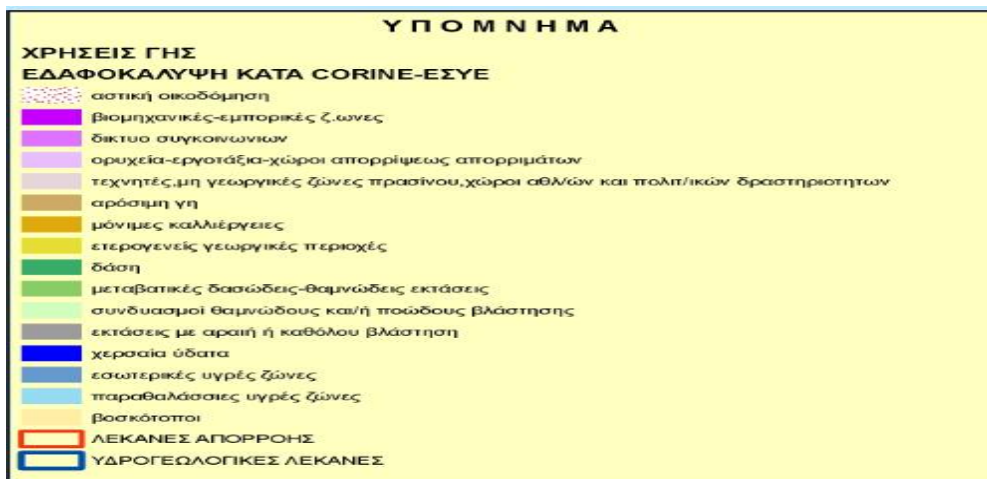 ΥΠΟΜΝΗΜΑ
ΧΡΗΣΕΙΣ ΓΗΣ
ΕΔΑΦΟΚΑΛΥΨΗ ΚΑΤΑ CORINE-ΕΣΥΕ
αστική οικοδόμηση
βιομηχανικές-εμπορικές ζ.ωνες
δικτυο συγκοινωνιων
ορυχεία-εργοτάξια-χώροι απορρίψεως απορριμάτων
τεχνητές,μη γεωργικές ζώνες πρασίνου,χώροι αθλ/ών και πολιτ/ικών δραστηριοτητων
αρόσιμη γη
μόνιμες καλλιέργειες
ετερογενείς γεωργικές περιοχές
δάση
μεταβατικές δασώδεις-θαμνώδεις εκτάσεις
συνδυασμοί θαμνώδους και/ή ποώδους βλάστησης
εκτάσεις με αραιή ή καθόλου βλάστηση
χερσαία ύδατα
εσωτερικές υγρές ζώνες
παραθαλάσσιες υγρές ζώνες
βοσκότοποι
ΛΕΚΑΝΕΣ ΑΠΟΡΡΟΗΣ
ΥΔΡΟΓΕΩΛΟΓΙΚΕΣ ΛΕΚΑΝΕΣ